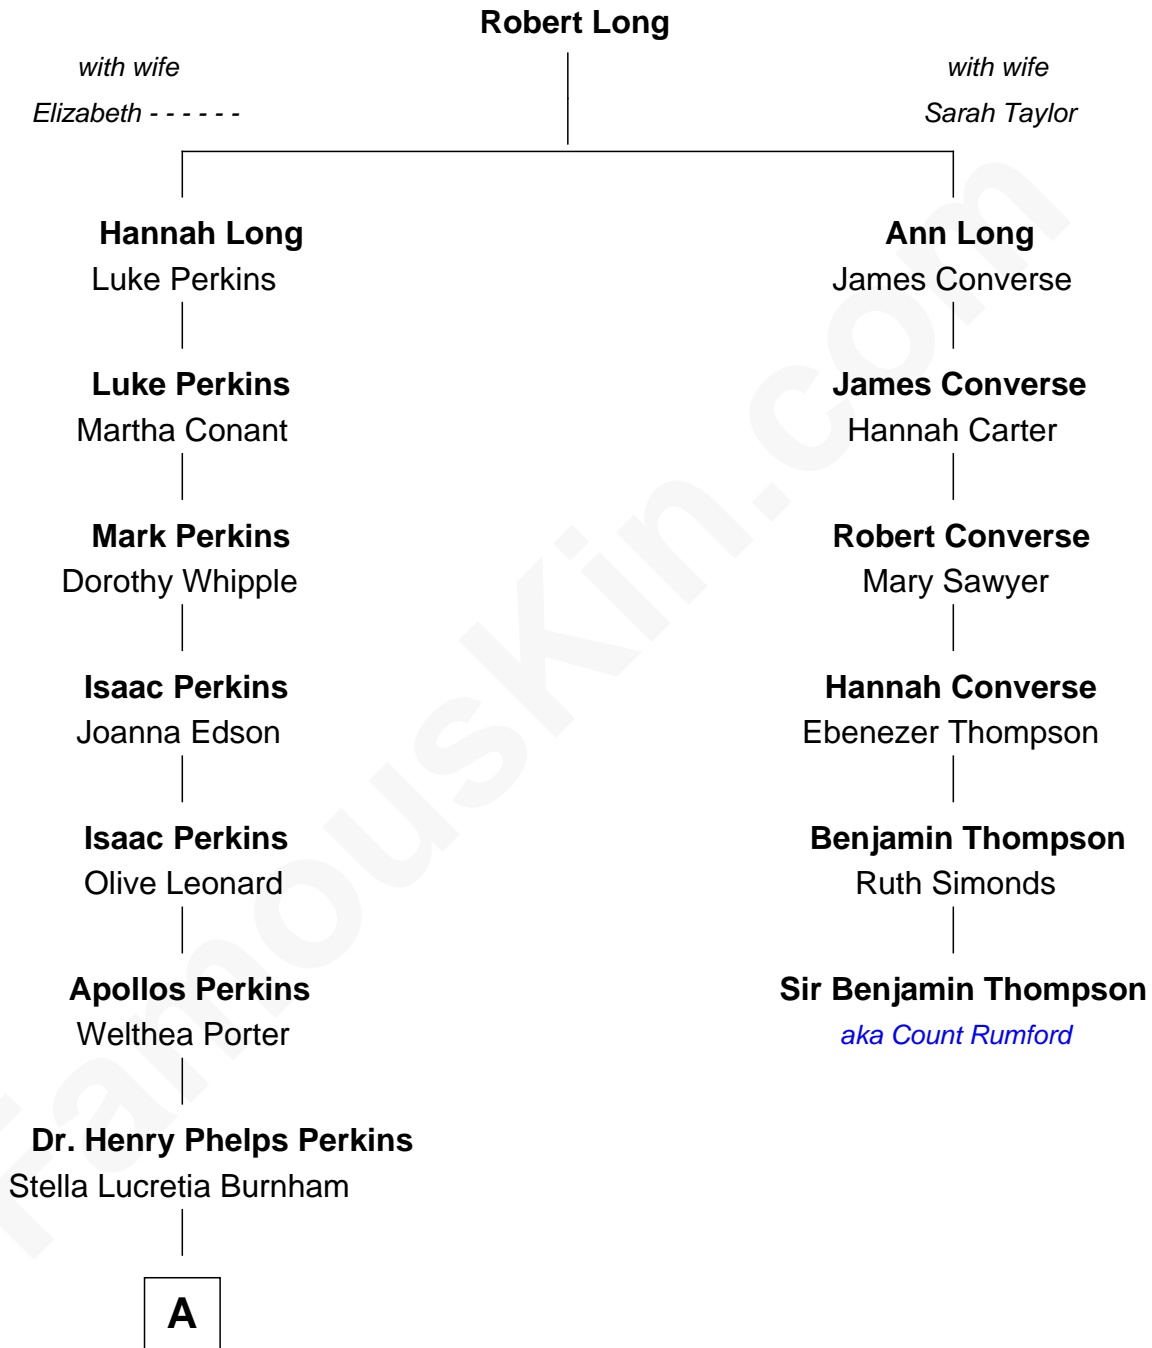 Robert Long
with wife
Elizabeth - - - - - -
with wife
Sarah Taylor
Hannah Long
Luke Perkins
Ann Long
James Converse
Luke Perkins
Martha Conant
James Converse
Hannah Carter
Mark Perkins
Dorothy Whipple
Robert Converse
Mary Sawyer
Isaac Perkins
Joanna Edson
Hannah Converse
Ebenezer Thompson
Isaac Perkins
Olive Leonard
Benjamin Thompson
Ruth Simonds
Apollos Perkins
Welthea Porter
Sir Benjamin Thompson
aka Count Rumford
Dr. Henry Phelps Perkins
Stella Lucretia Burnham
A
FamousKin.com